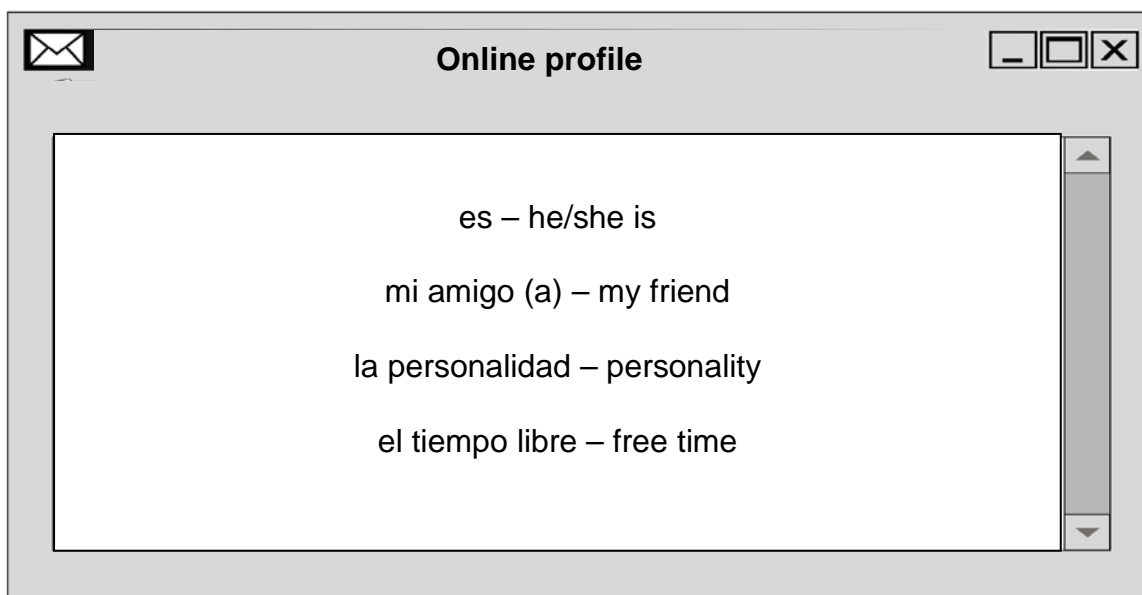 Online profile
es – he/she is
mi amigo (a) – my friend
la personalidad – personality
el tiempo libre – free time